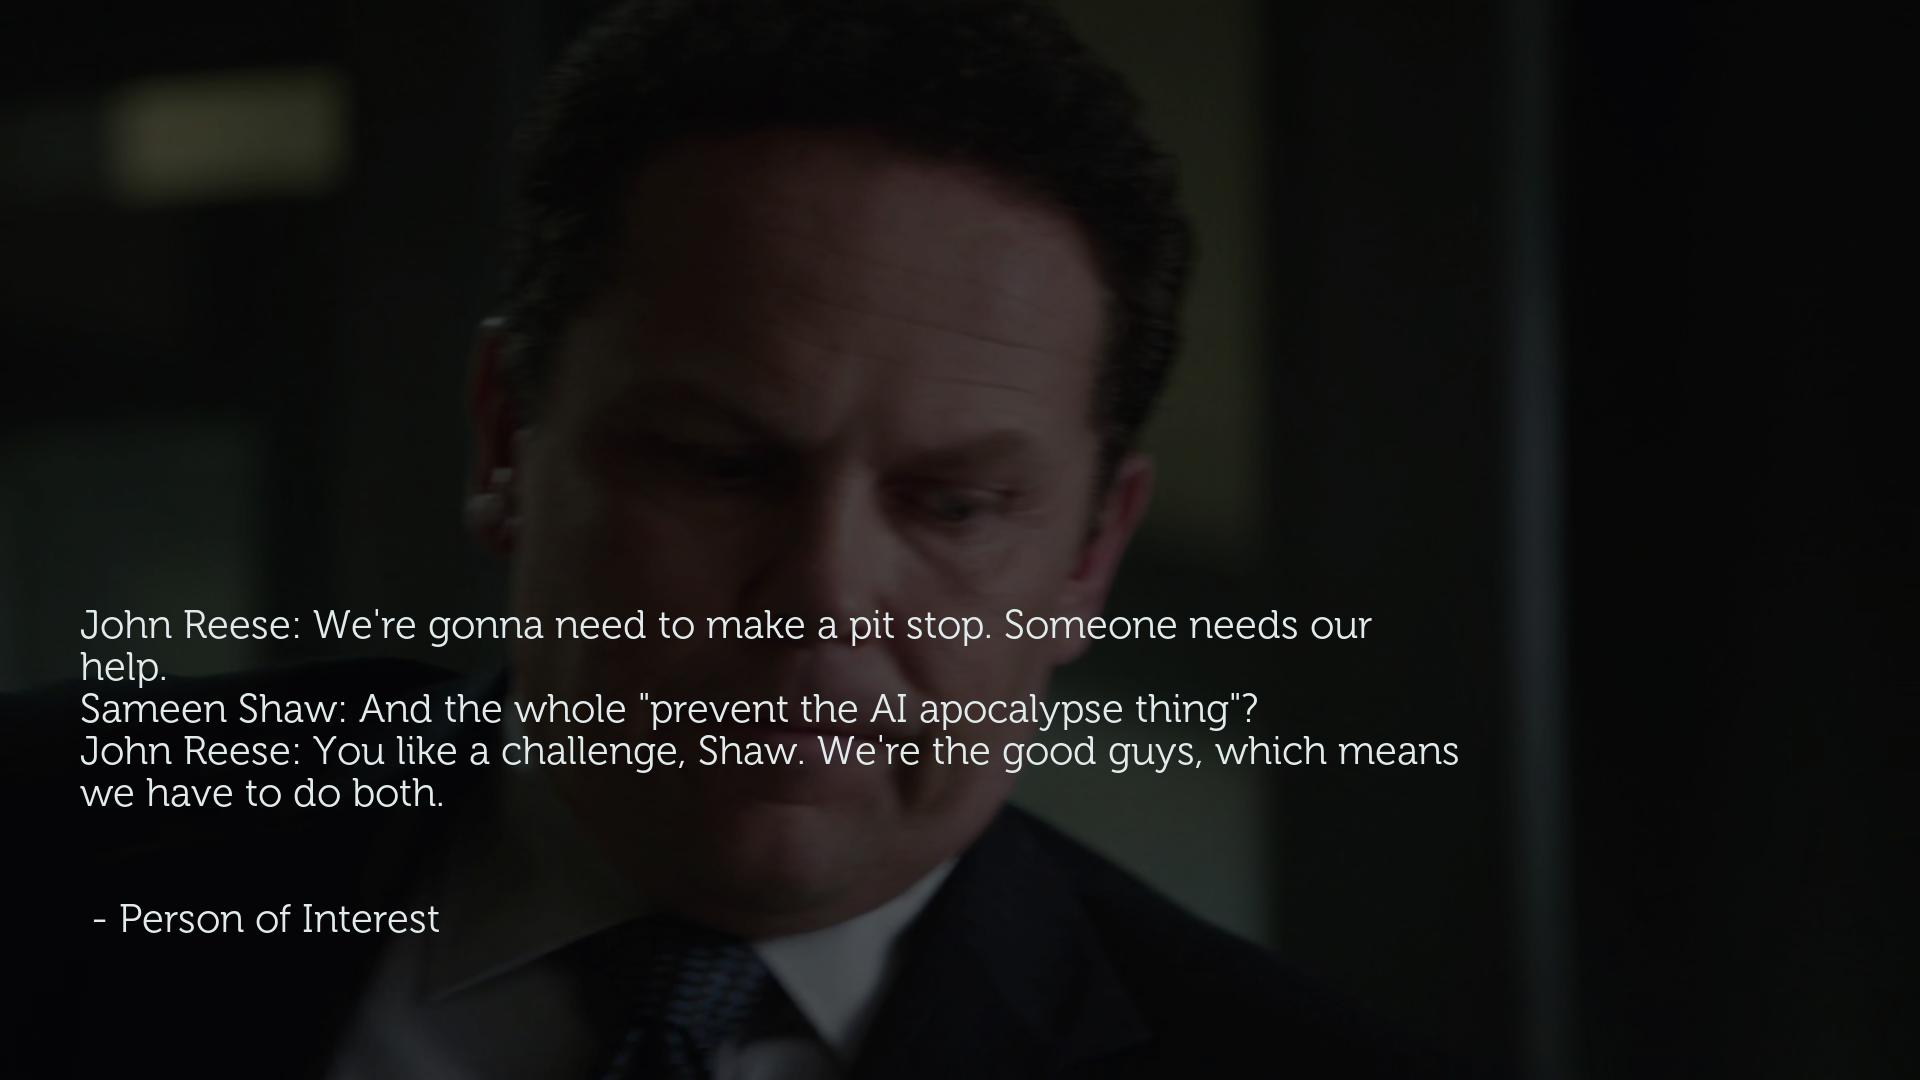 John Reese: We're gonna need to make a pit stop. Someone needs our
help.
Sameen Shaw: And the whole "prevent the AI apocalypse thing"?
John Reese: You like a challenge, Shaw. We're the good guys, which means
we have to do both.
- Person of Interest